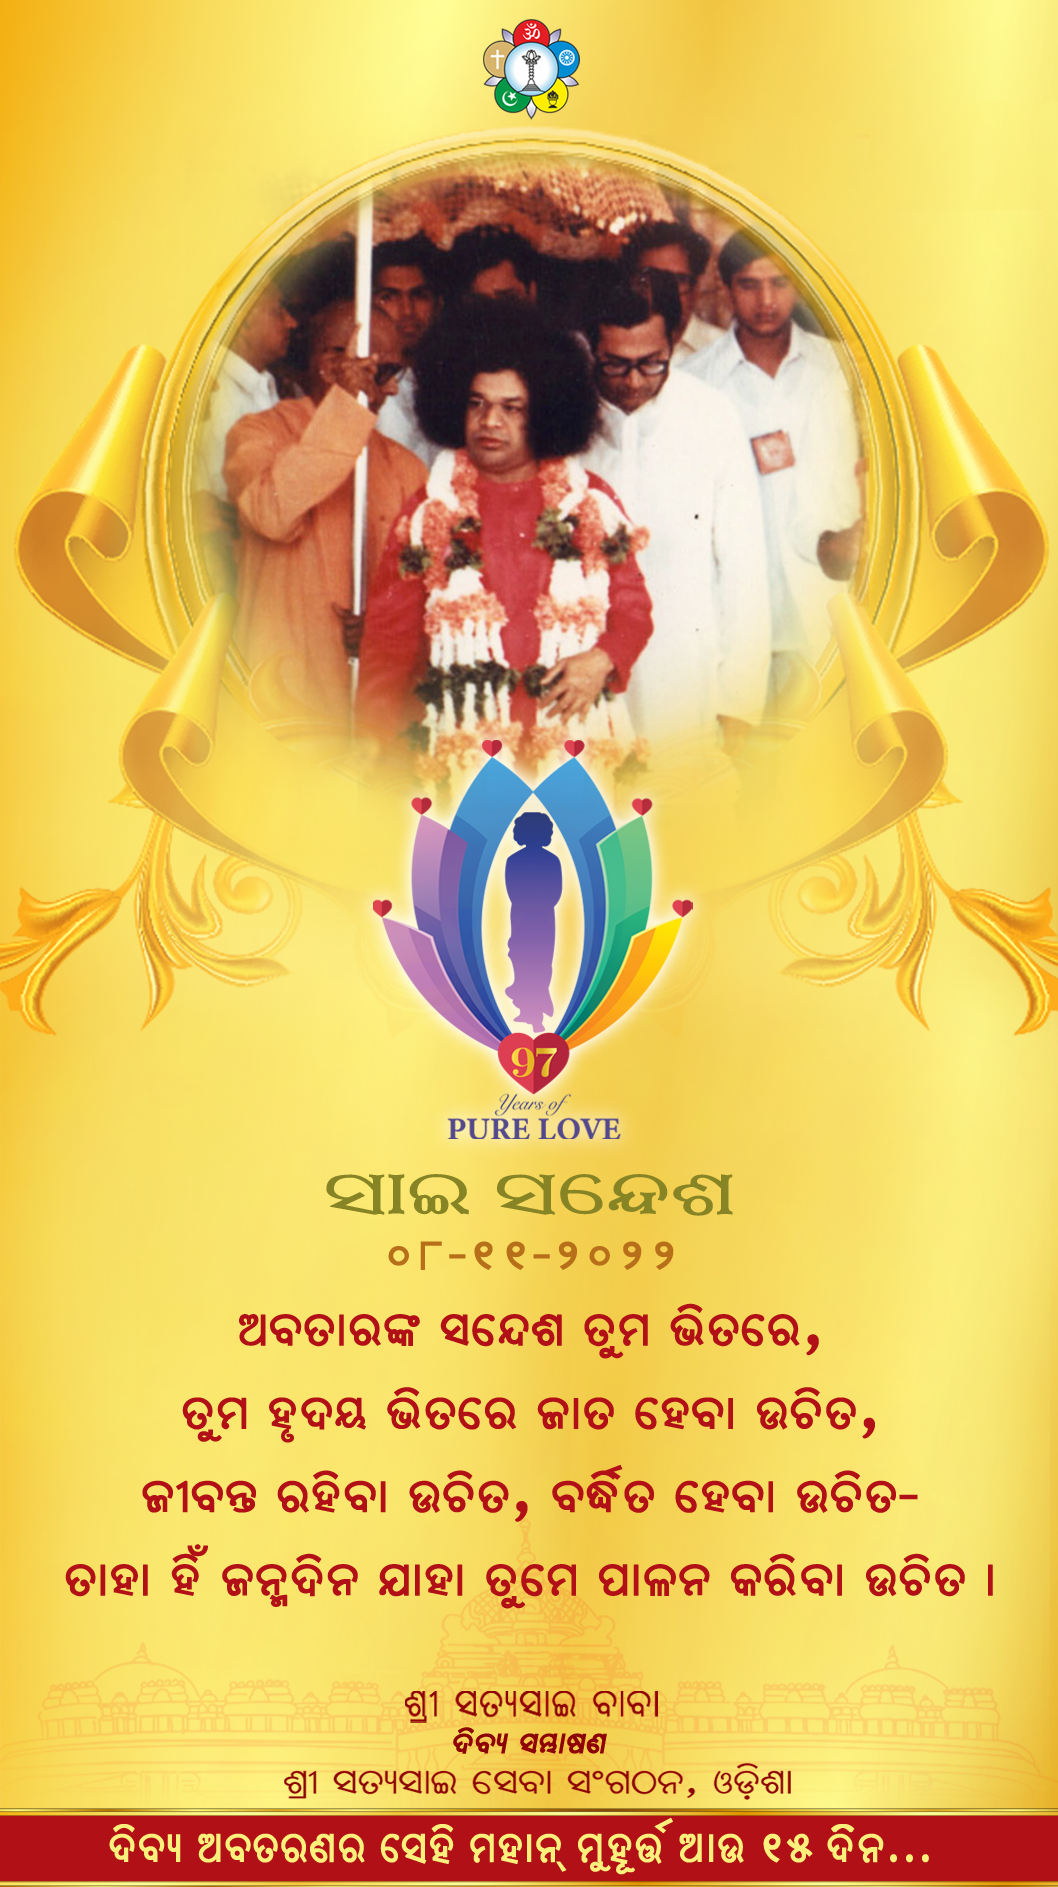 ॐ
97
Years of
PURE LOVE
ସାଇ ସନ୍ଦେଶ
୦୮-୧୧-୨୦୨୨
ଅବତାରଙ୍କ ସନ୍ଦେଶ ତୁମ ଭିତରେ,
ତୁମ ହୃଦୟ ଭିତରେ ଜାତ ହେବା ଉଚିତ,
ଜୀବନ୍ତ ରହିବା ଉଚିତ, ବର୍ଦ୍ଧିତ ହେବା ଉଚିତ-
ତାହା ହିଁ ଜନ୍ମଦିନ ଯାହା ତୁମେ ପାଳନ କରିବା ଉଚିତ ।
ଶ୍ରୀ ସତ୍ୟସାଇ ବାବା
ଦିବ୍ୟ ସମ୍ଭାଷଣ
ଶ୍ରୀ ସତ୍ୟସାଇ ସେବା ସଂଗଠନ, ଓଡ଼ିଶା
ଦିବ୍ୟ ଅବତରଣର ସେହି ମହାନ୍ ମୁହୂର୍ତ୍ତ ଆଉ ୧୫ ଦିନ...